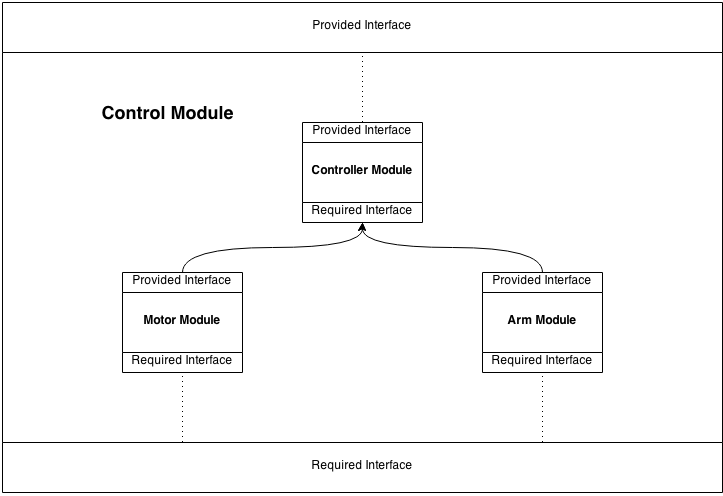 Provided Interface
Control Module
Provided Interface
Controller Module
Required Interface
Provided Interface
Motor Module
Required Interface
Provided Interface
Arm Module
Required Interface
Required Interface